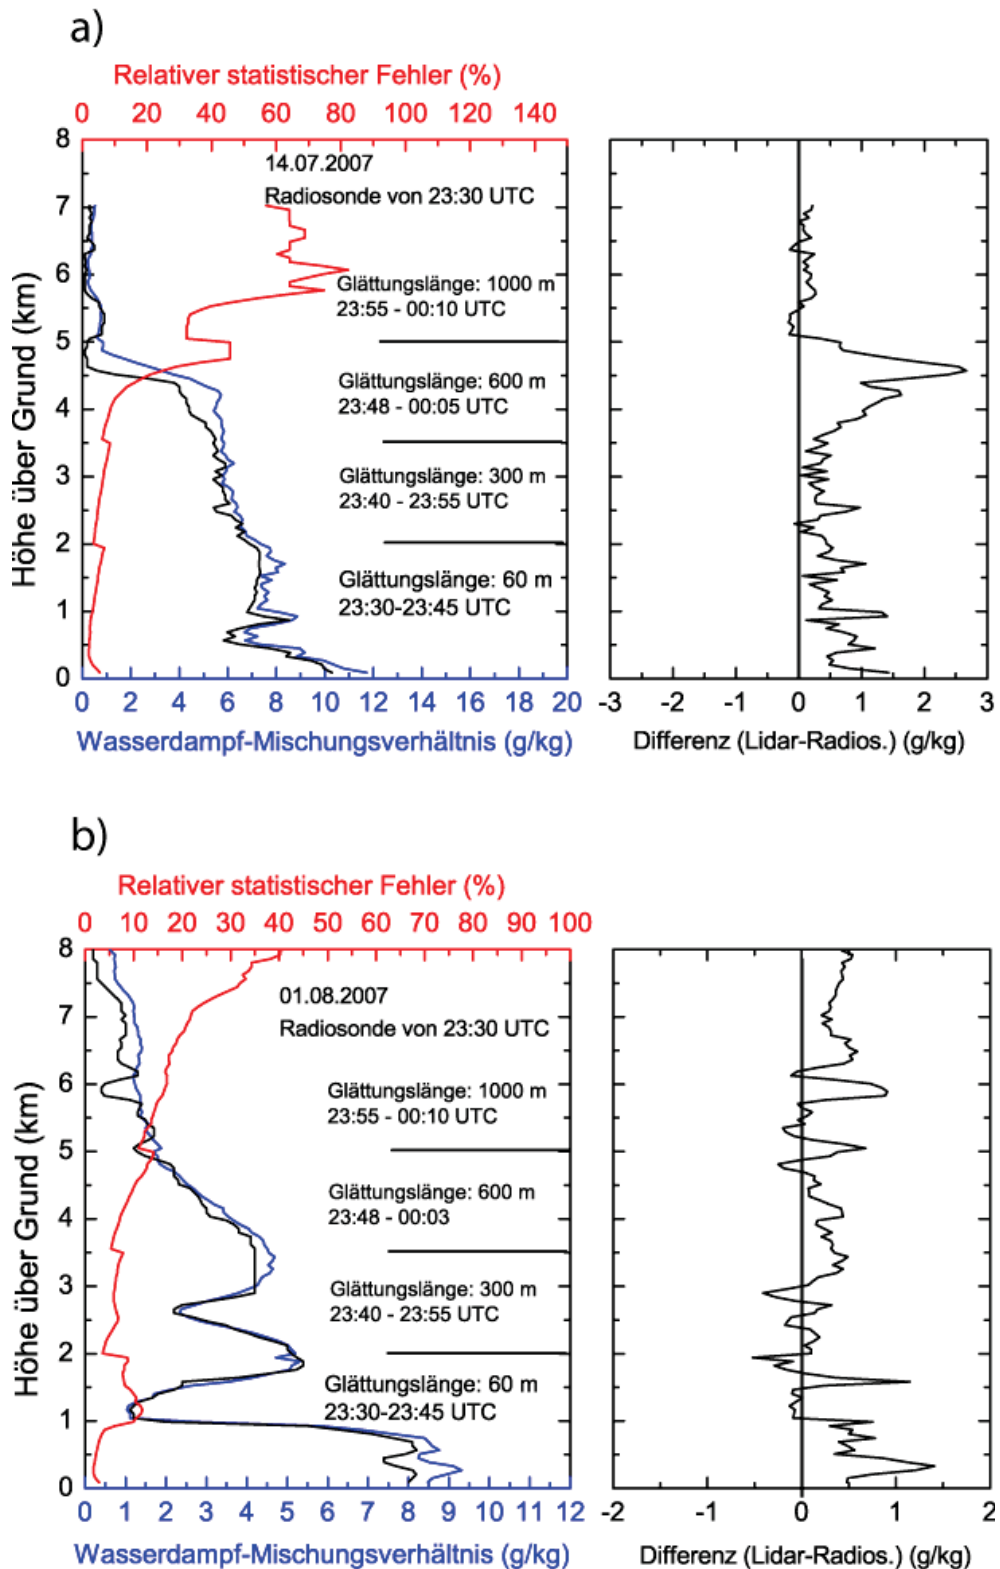 a)
Relativer statistischer Fehler (%)
0 20 40 60 80 100 120 140
8
7
6
5
4
3
2
1
0
Höhe über Grund (km)
14.07.2007
Radiosonde von 23:30 UTC
Glättungslänge: 1000 m
23:55 - 00:10 UTC
Glättungslänge: 600 m
23:48 - 00:05 UTC
Glättungslänge: 300 m
23:40 - 23:55 UTC
Glättungslänge: 60 m
23:30-23:45 UTC
0 2 4 6 8 10 12 14 16 18 20
Wasserdampf-Mischungsverhältnis (g/kg)
-3 -2 -1 0 1 2 3
Differenz (Lidar-Radios.) (g/kg)
b)
Relativer statistischer Fehler (%)
0 10 20 30 40 50 60 70 80 90 100
8
7
6
5
4
3
2
1
0
Höhe über Grund (km)
01.08.2007
Radiosonde von 23:30 UTC
Glättungslänge: 1000 m
23:55 - 00:10 UTC
Glättungslänge: 600 m
23:48 - 00:03
Glättungslänge: 300 m
23:40 - 23:55 UTC
Glättungslänge: 60 m
23:30-23:45 UTC
0 1 2 3 4 5 6 7 8 9 10 11 12
Wasserdampf-Mischungsverhältnis (g/kg)
-2 -1 0 1 2
Differenz (Lidar-Radios.) (g/kg)